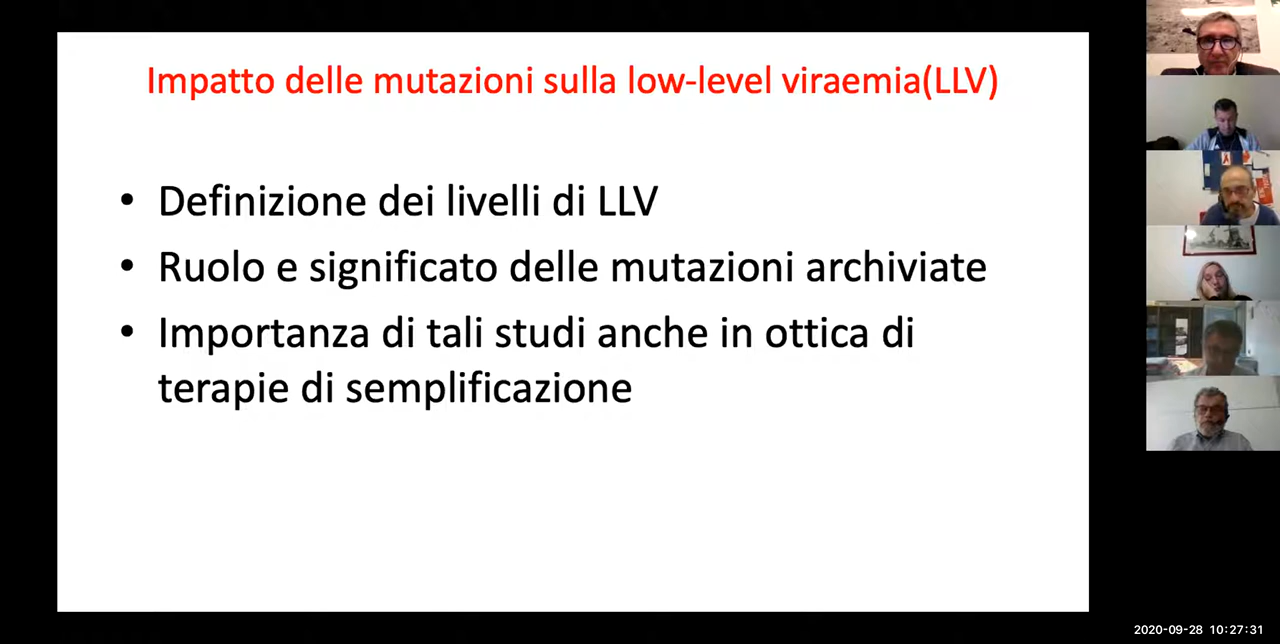 Impatto delle mutazioni sulla low-level viraemia(LLV)
• Definizione dei livelli di LLV
• Ruolo e significato delle mutazioni archiviate
• Importanza di tali studi anche in ottica di
terapie di semplificazione
2020-09-28 10:27:31